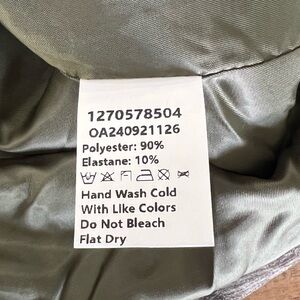 1270578504
OA240921126
Polyester: 90%
Elastane: 10%
Hand Wash Cold
With Like Colors
Do Not Bleach
Flat Dry